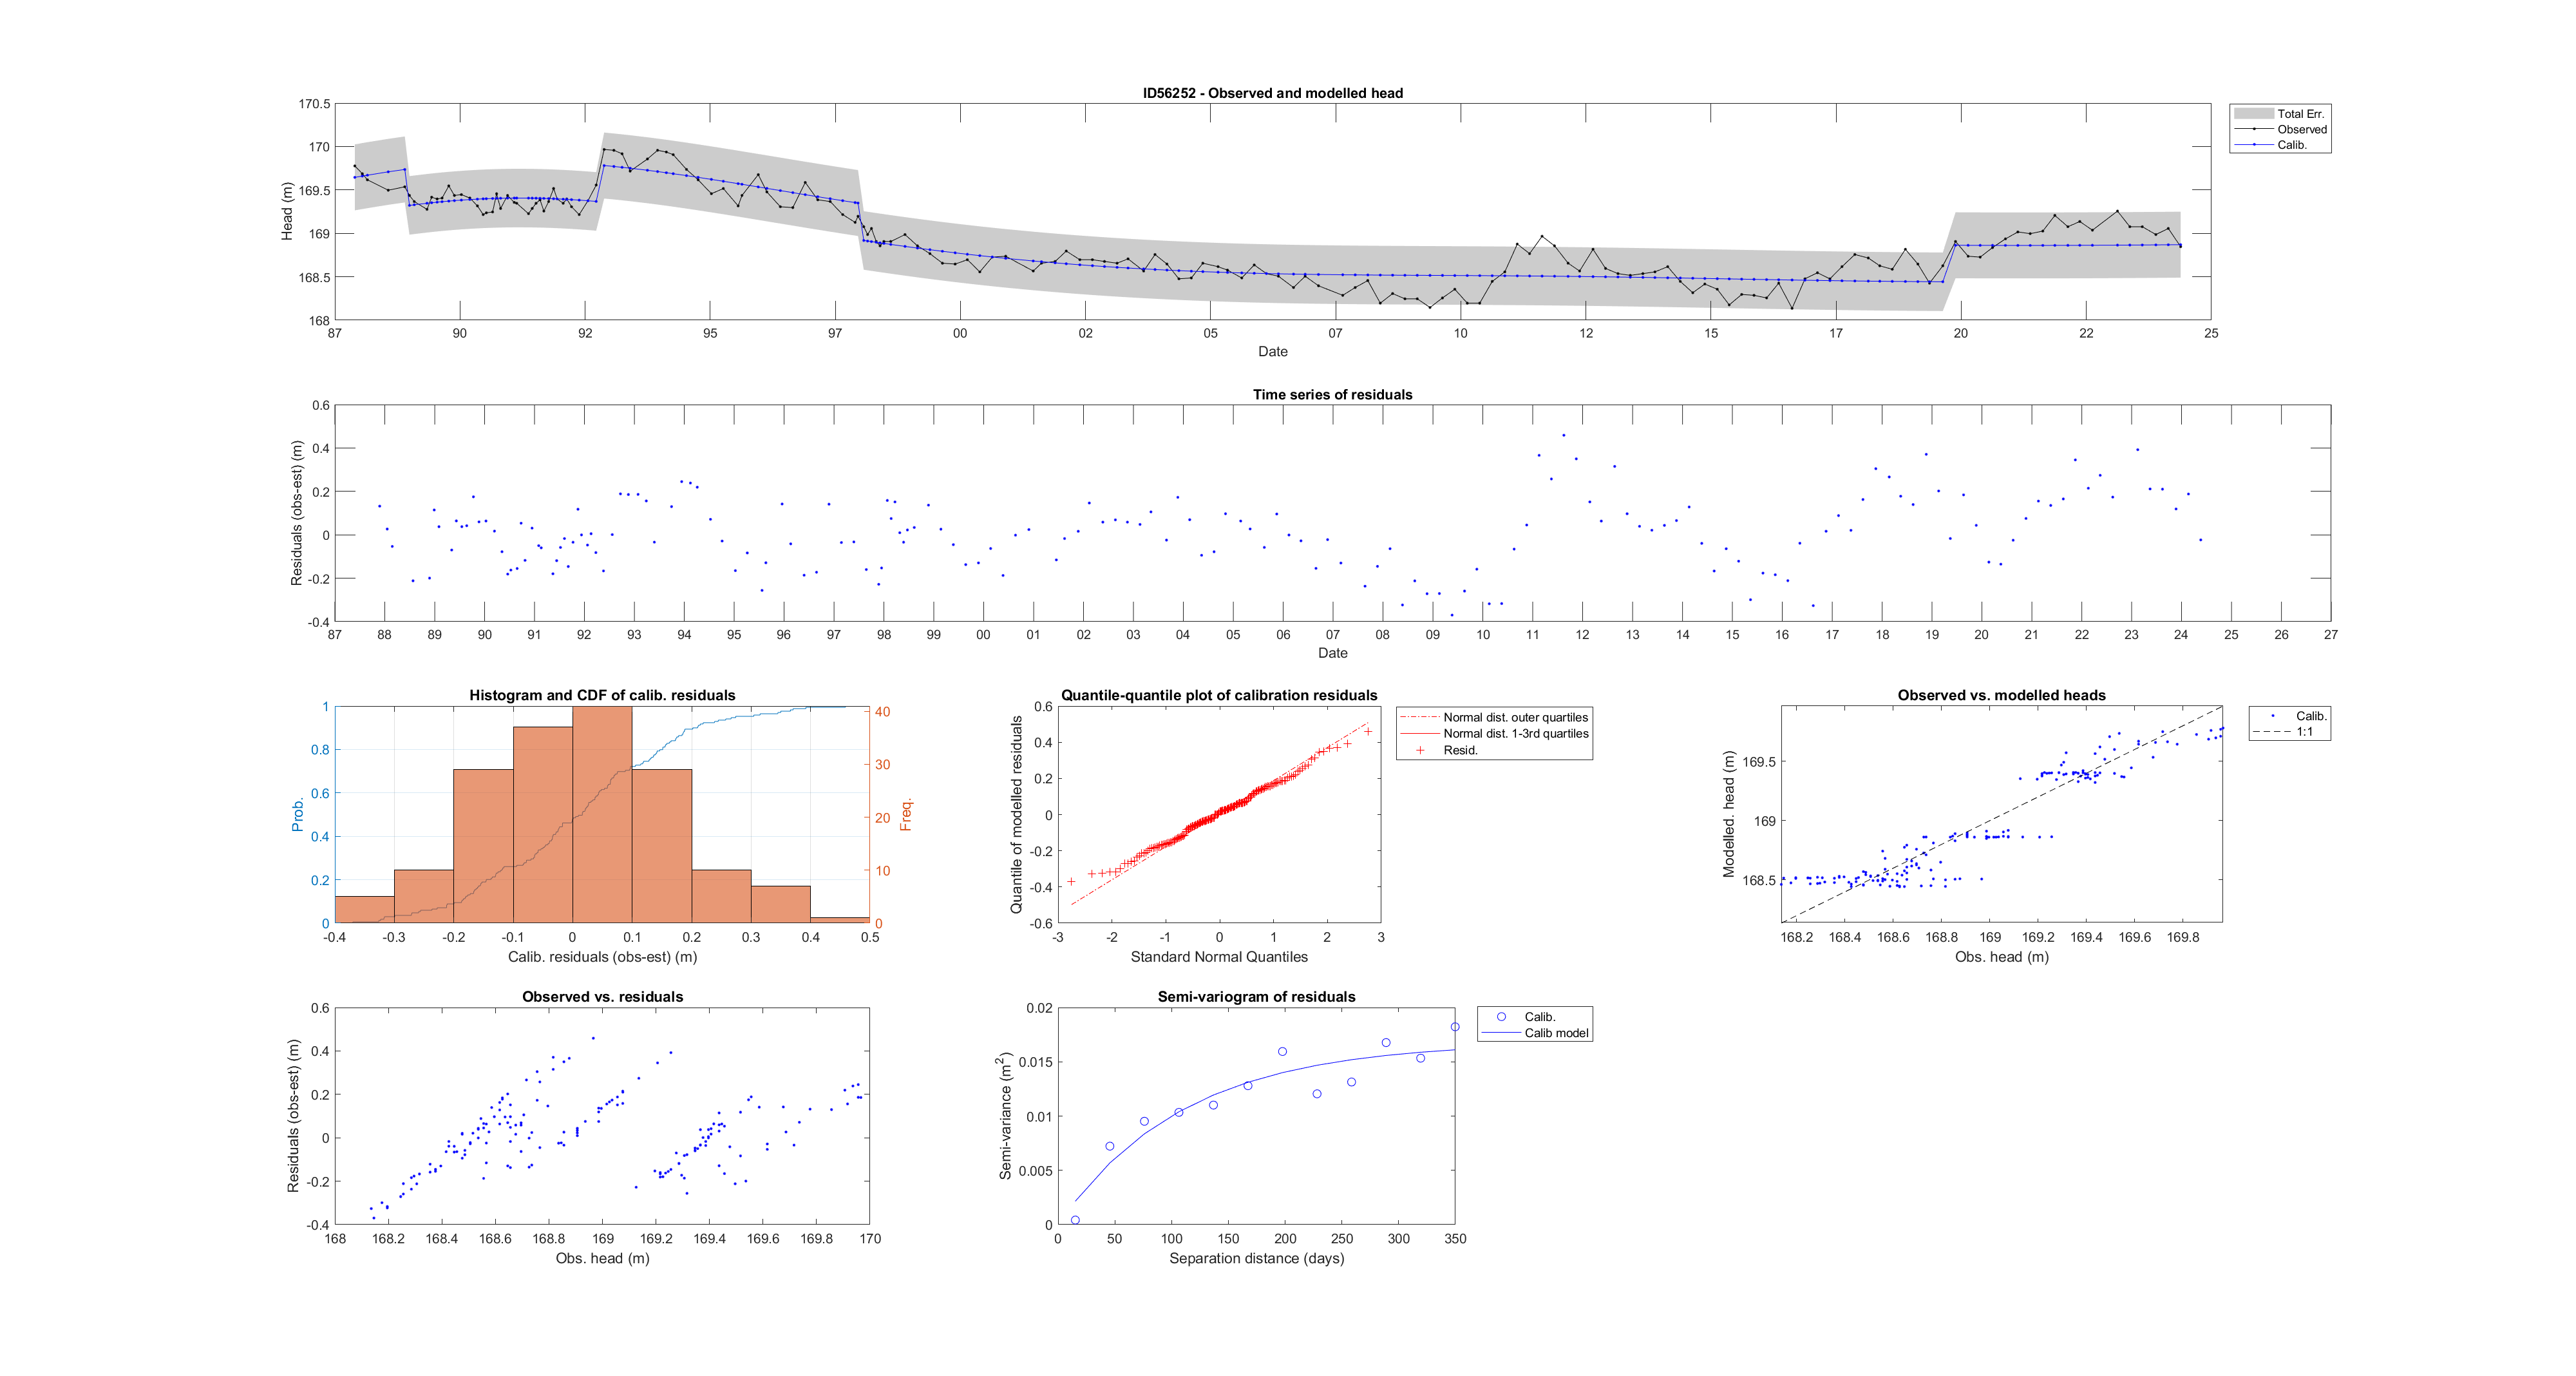 ID56252 - Observed and modelled head
170.5
170
169.5
169
168.5
168
Head (m)
87 90 92 95 97 00 02 05 07 10 12 15 17 20 22 25
Date
Total Err.
Observed
Calib.
Time series of residuals
0.6
0.4
0.2
0
-0.2
-0.4
Residuals (obs-est) (m)
87 88 89 90 91 92 93 94 95 96 97 98 99 00 01 02 03 04 05 06 07 08 09 10 11 12 13 14 15 16 17 18 19 20 21 22 23 24 25 26 27
Date
Histogram and CDF of calib. residuals
1
0.8
0.6
0.4
0.2
0
Prob.
40
30
20
10
0
Freq.
-0.4 -0.3 -0.2 -0.1 0 0.1 0.2 0.3 0.4 0.5
Calib. residuals (obs-est) (m)
Quantile-quantile plot of calibration residuals
0.6
0.4
0.2
0
-0.2
-0.4
-0.6
Quantile of modelled residuals
-3 -2 -1 0 1 2 3
Standard Normal Quantiles
Normal dist. outer quartiles
Normal dist. 1-3rd quartiles
Resid.
Observed vs. modelled heads
169.5
169
168.5
Modelled. head (m)
168.2 168.4 168.6 168.8 169 169.2 169.4 169.6 169.8
Obs. head (m)
Calib.
1:1
Observed vs. residuals
0.6
0.4
0.2
0
-0.2
-0.4
Residuals (obs-est) (m)
168 168.2 168.4 168.6 168.8 169 169.2 169.4 169.6 169.8 170
Obs. head (m)
Semi-variogram of residuals
0.02
0.015
0.01
0.005
0
Semi-variance (m²)
0 50 100 150 200 250 300 350
Separation distance (days)
Calib.
Calib model